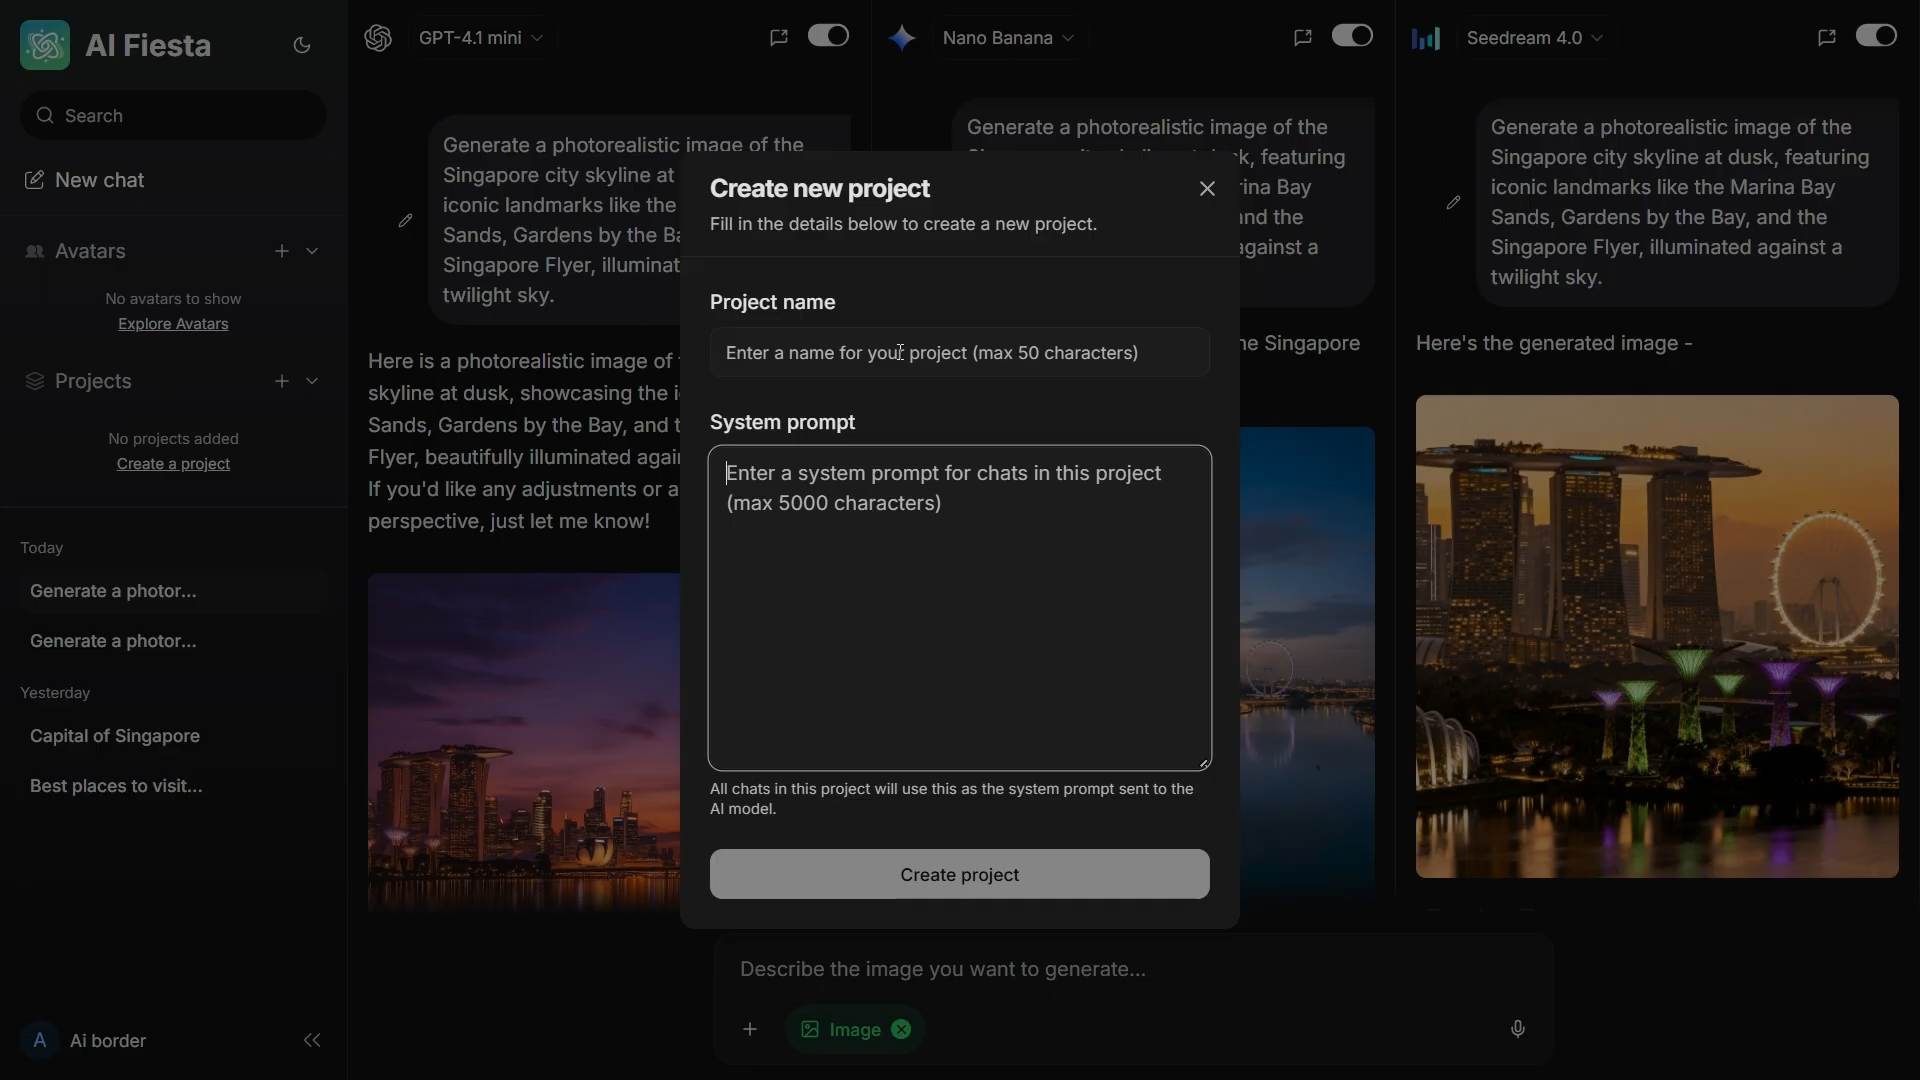 AI Fiesta
Search
New chat
Avatars
No avatars to show
Explore Avatars
Projects
No projects added
Create a project
Today
Generate a photor...
Generate a photor...
Yesterday
Capital of Singapore
Best places to visit...
A
Ai border
GPT-4.1 mini
Generate a photorealistic image of the
Singapore city skyline at
iconic landmarks like the
Sands, Gardens by the Ba
Singapore Flyer, illuminat
twilight sky.
Here is a photorealistic image of
skyline at dusk, showcasing the i
Sands, Gardens by the Bay, and t
Flyer, beautifully illuminated agai
If you'd like any adjustments or a
perspective, just let me know!
Nano Banana
Generate a photorealistic image of the
k, featuring
rina Bay
and the
against a
he Singapore
Seedream 4.0
Generate a photorealistic image of the
Singapore city skyline at dusk, featuring
iconic landmarks like the Marina Bay
Sands, Gardens by the Bay, and the
Singapore Flyer, illuminated against a
twilight sky.
Here's the generated image -
Create new project
Fill in the details below to create a new project.
Project name
Enter a name for your project (max 50 characters)
System prompt
Enter a system prompt for chats in this project
(max 5000 characters)
All chats in this project will use this as the system prompt sent to the
AI model.
Create project
Describe the image you want to generate...
Image